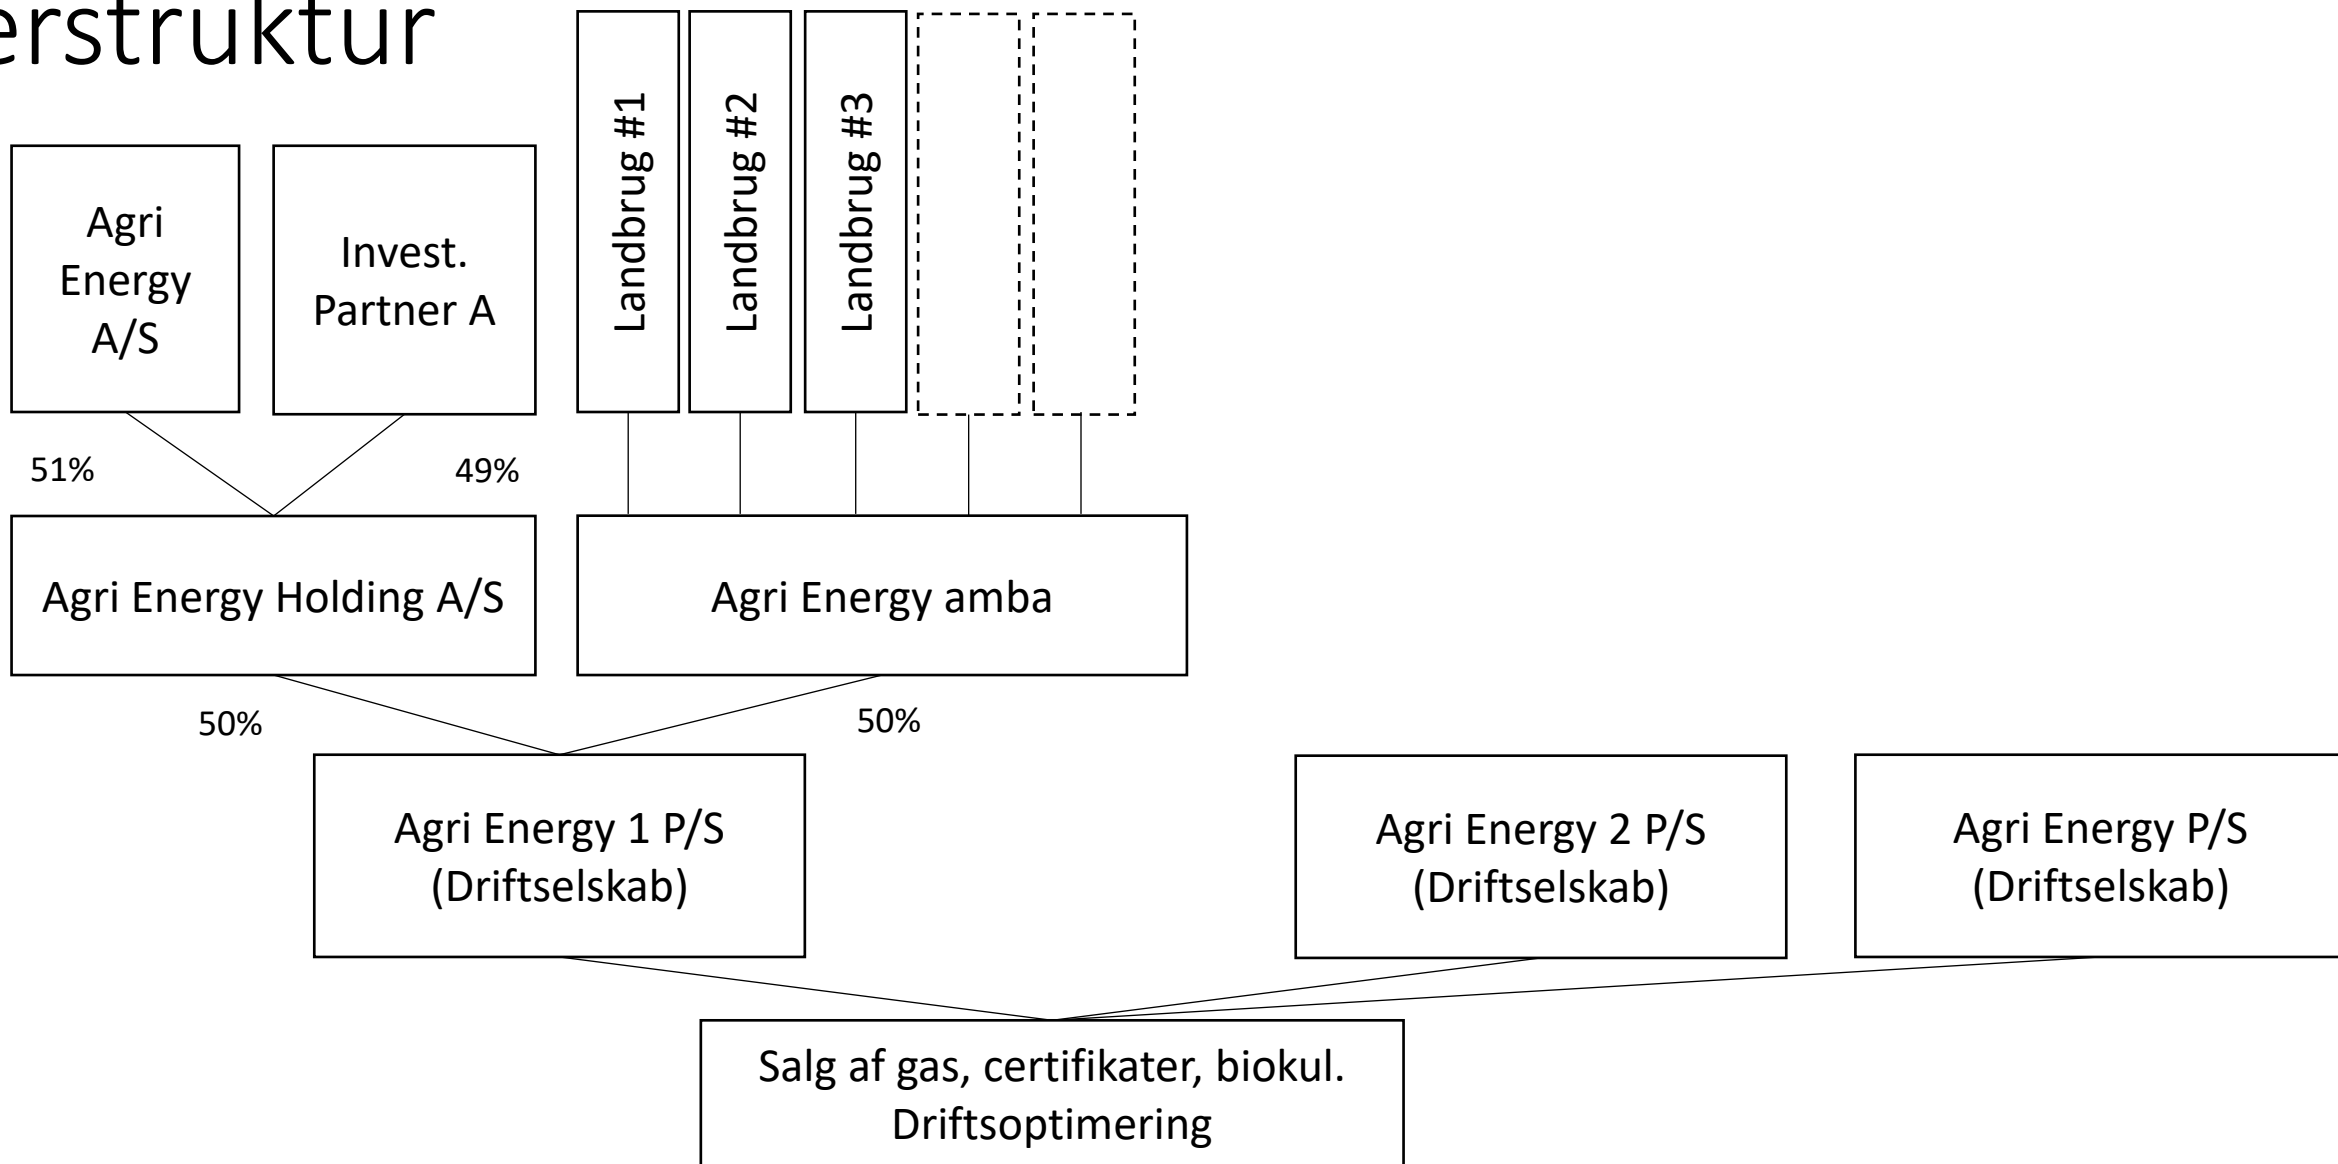 erstruktur
Landbrug #1
Landbrug #2
Landbrug #3
Agri
Energy
A/S
Invest.
Partner A
51%
49%
Agri Energy Holding A/S
Agri Energy amba
50%
50%
Agri Energy 1 P/S
(Driftselskab)
Agri Energy 2 P/S
(Driftselskab)
Agri Energy P/S
(Driftselskab)
Salg af gas, certifikater, biokul.
Driftsoptimering